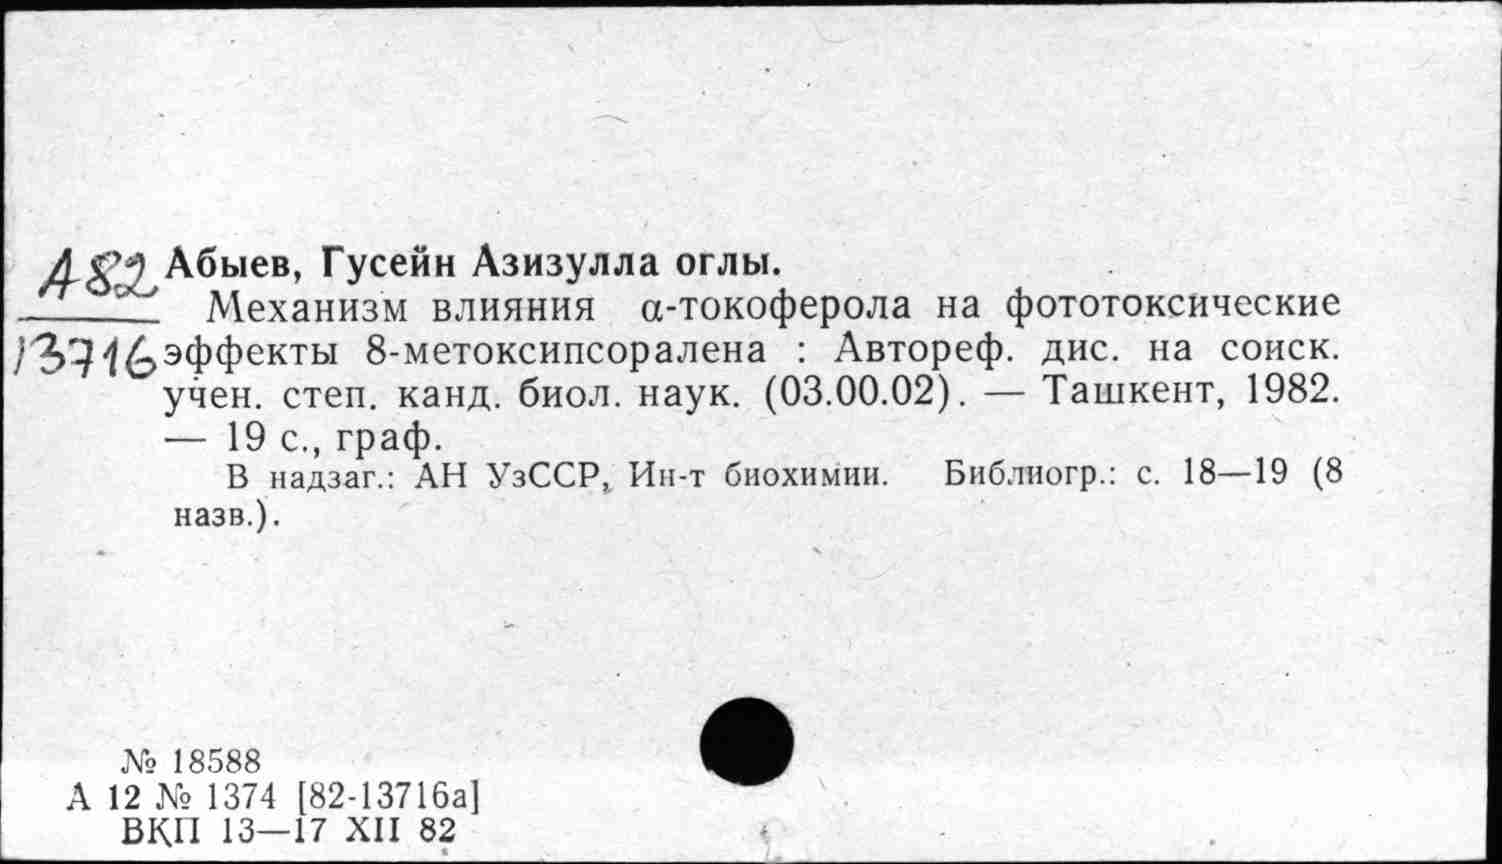 А82
13716
Абыев, Гусейн Азизулла оглы.
Механизм влияния α-токоферола на фототоксические
эффекты 8-метоксипсоралена : Автореф. дис. на соиск.
учен. степ. канд. биол. наук. (03.00.02). — Ташкент, 1982.
— 19 с., граф.
В надзаг.: АН УзССР, Ин-т биохимии. Библиогр.: с. 18—19 (8
назв.).
№ 18588
А 12 № 1374 [82-13716а]
ВКП 13—17 XII 82